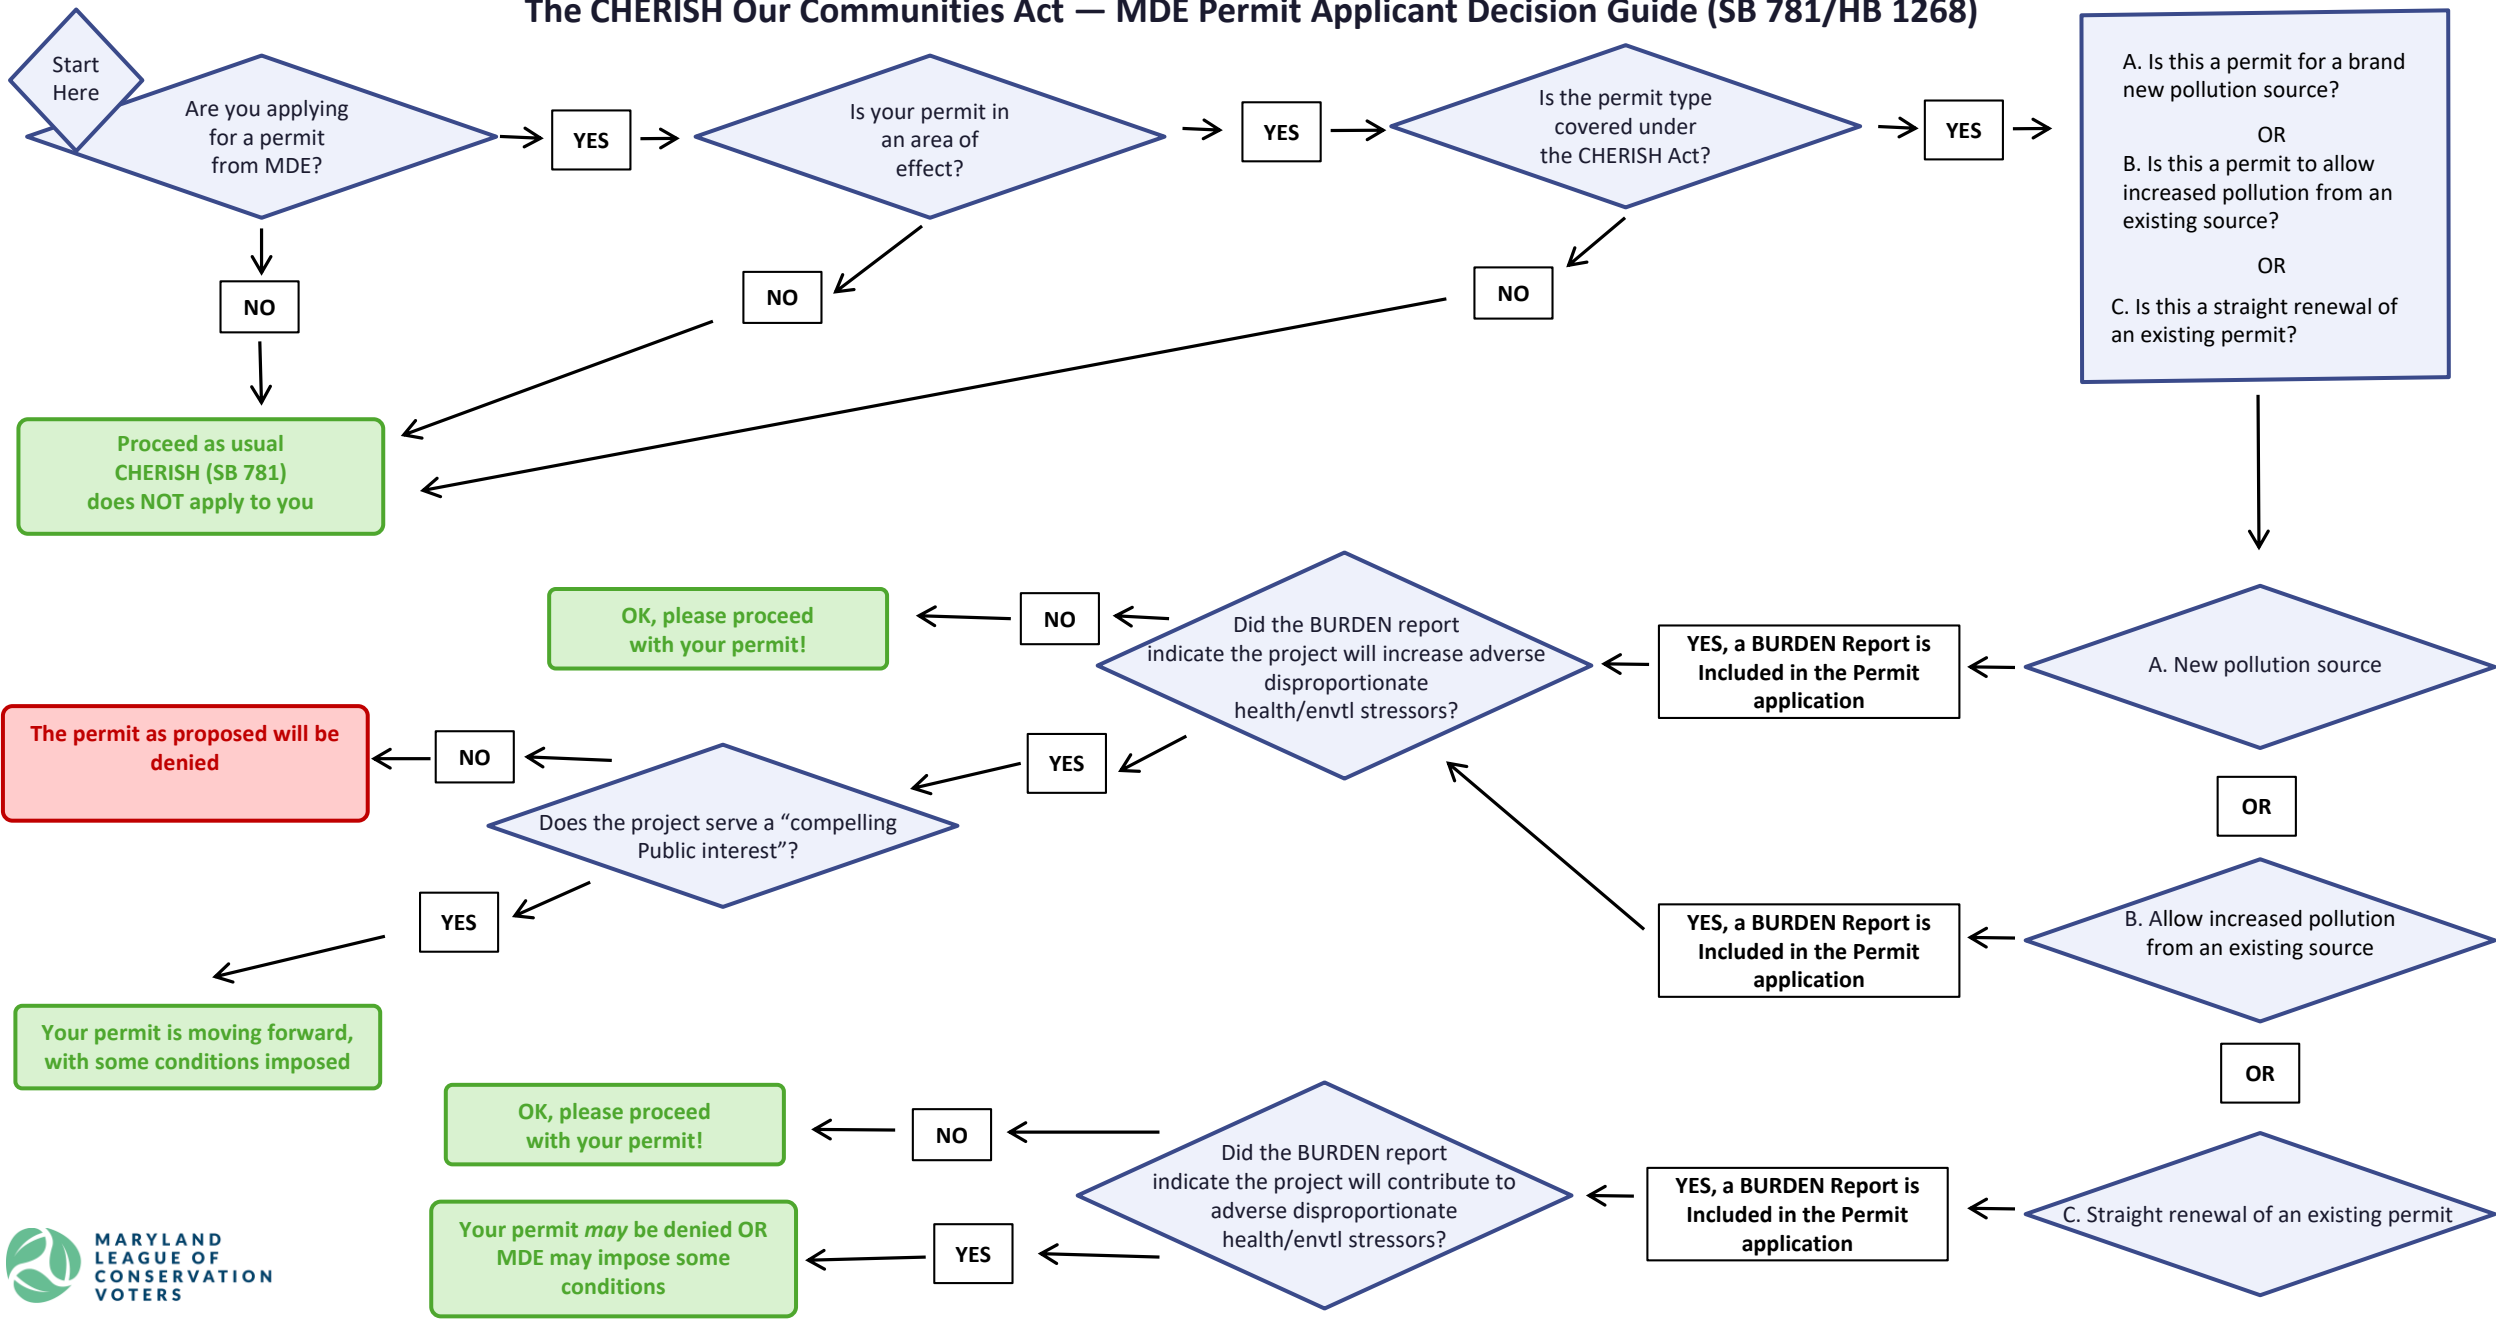 The CHERISH Our Communities Act — MDE Permit Applicant Decision Guide (SB 781/HB 1268)
Start
Here
Are you applying
for a permit
from MDE?
YES
Is your permit in
an area of
effect?
YES
Is the permit type
covered under
the CHERISH Act?
YES
A. Is this a permit for a brand
new pollution source?
OR
B. Is this a permit to allow
increased pollution from an
existing source?
OR
C. Is this a straight renewal of
an existing permit?
NO
NO
NO
Proceed as usual
CHERISH (SB 781)
does NOT apply to you
OK, please proceed
with your permit!
NO
Did the BURDEN report
indicate the project will increase adverse
disproportionate
health/envtl stressors?
YES, a BURDEN Report is
Included in the Permit
application
A. New pollution source
The permit as proposed will be
denied
NO
YES
Does the project serve a “compelling
Public interest”?
OR
YES
YES, a BURDEN Report is
Included in the Permit
application
B. Allow increased pollution
from an existing source
Your permit is moving forward,
with some conditions imposed
OR
OK, please proceed
with your permit!
NO
Did the BURDEN report
indicate the project will contribute to
adverse disproportionate
health/envtl stressors?
YES, a BURDEN Report is
Included in the Permit
application
C. Straight renewal of an existing permit
Your permit may be denied OR
MDE may impose some
conditions
YES
MARYLAND
LEAGUE OF
CONSERVATION
VOTERS